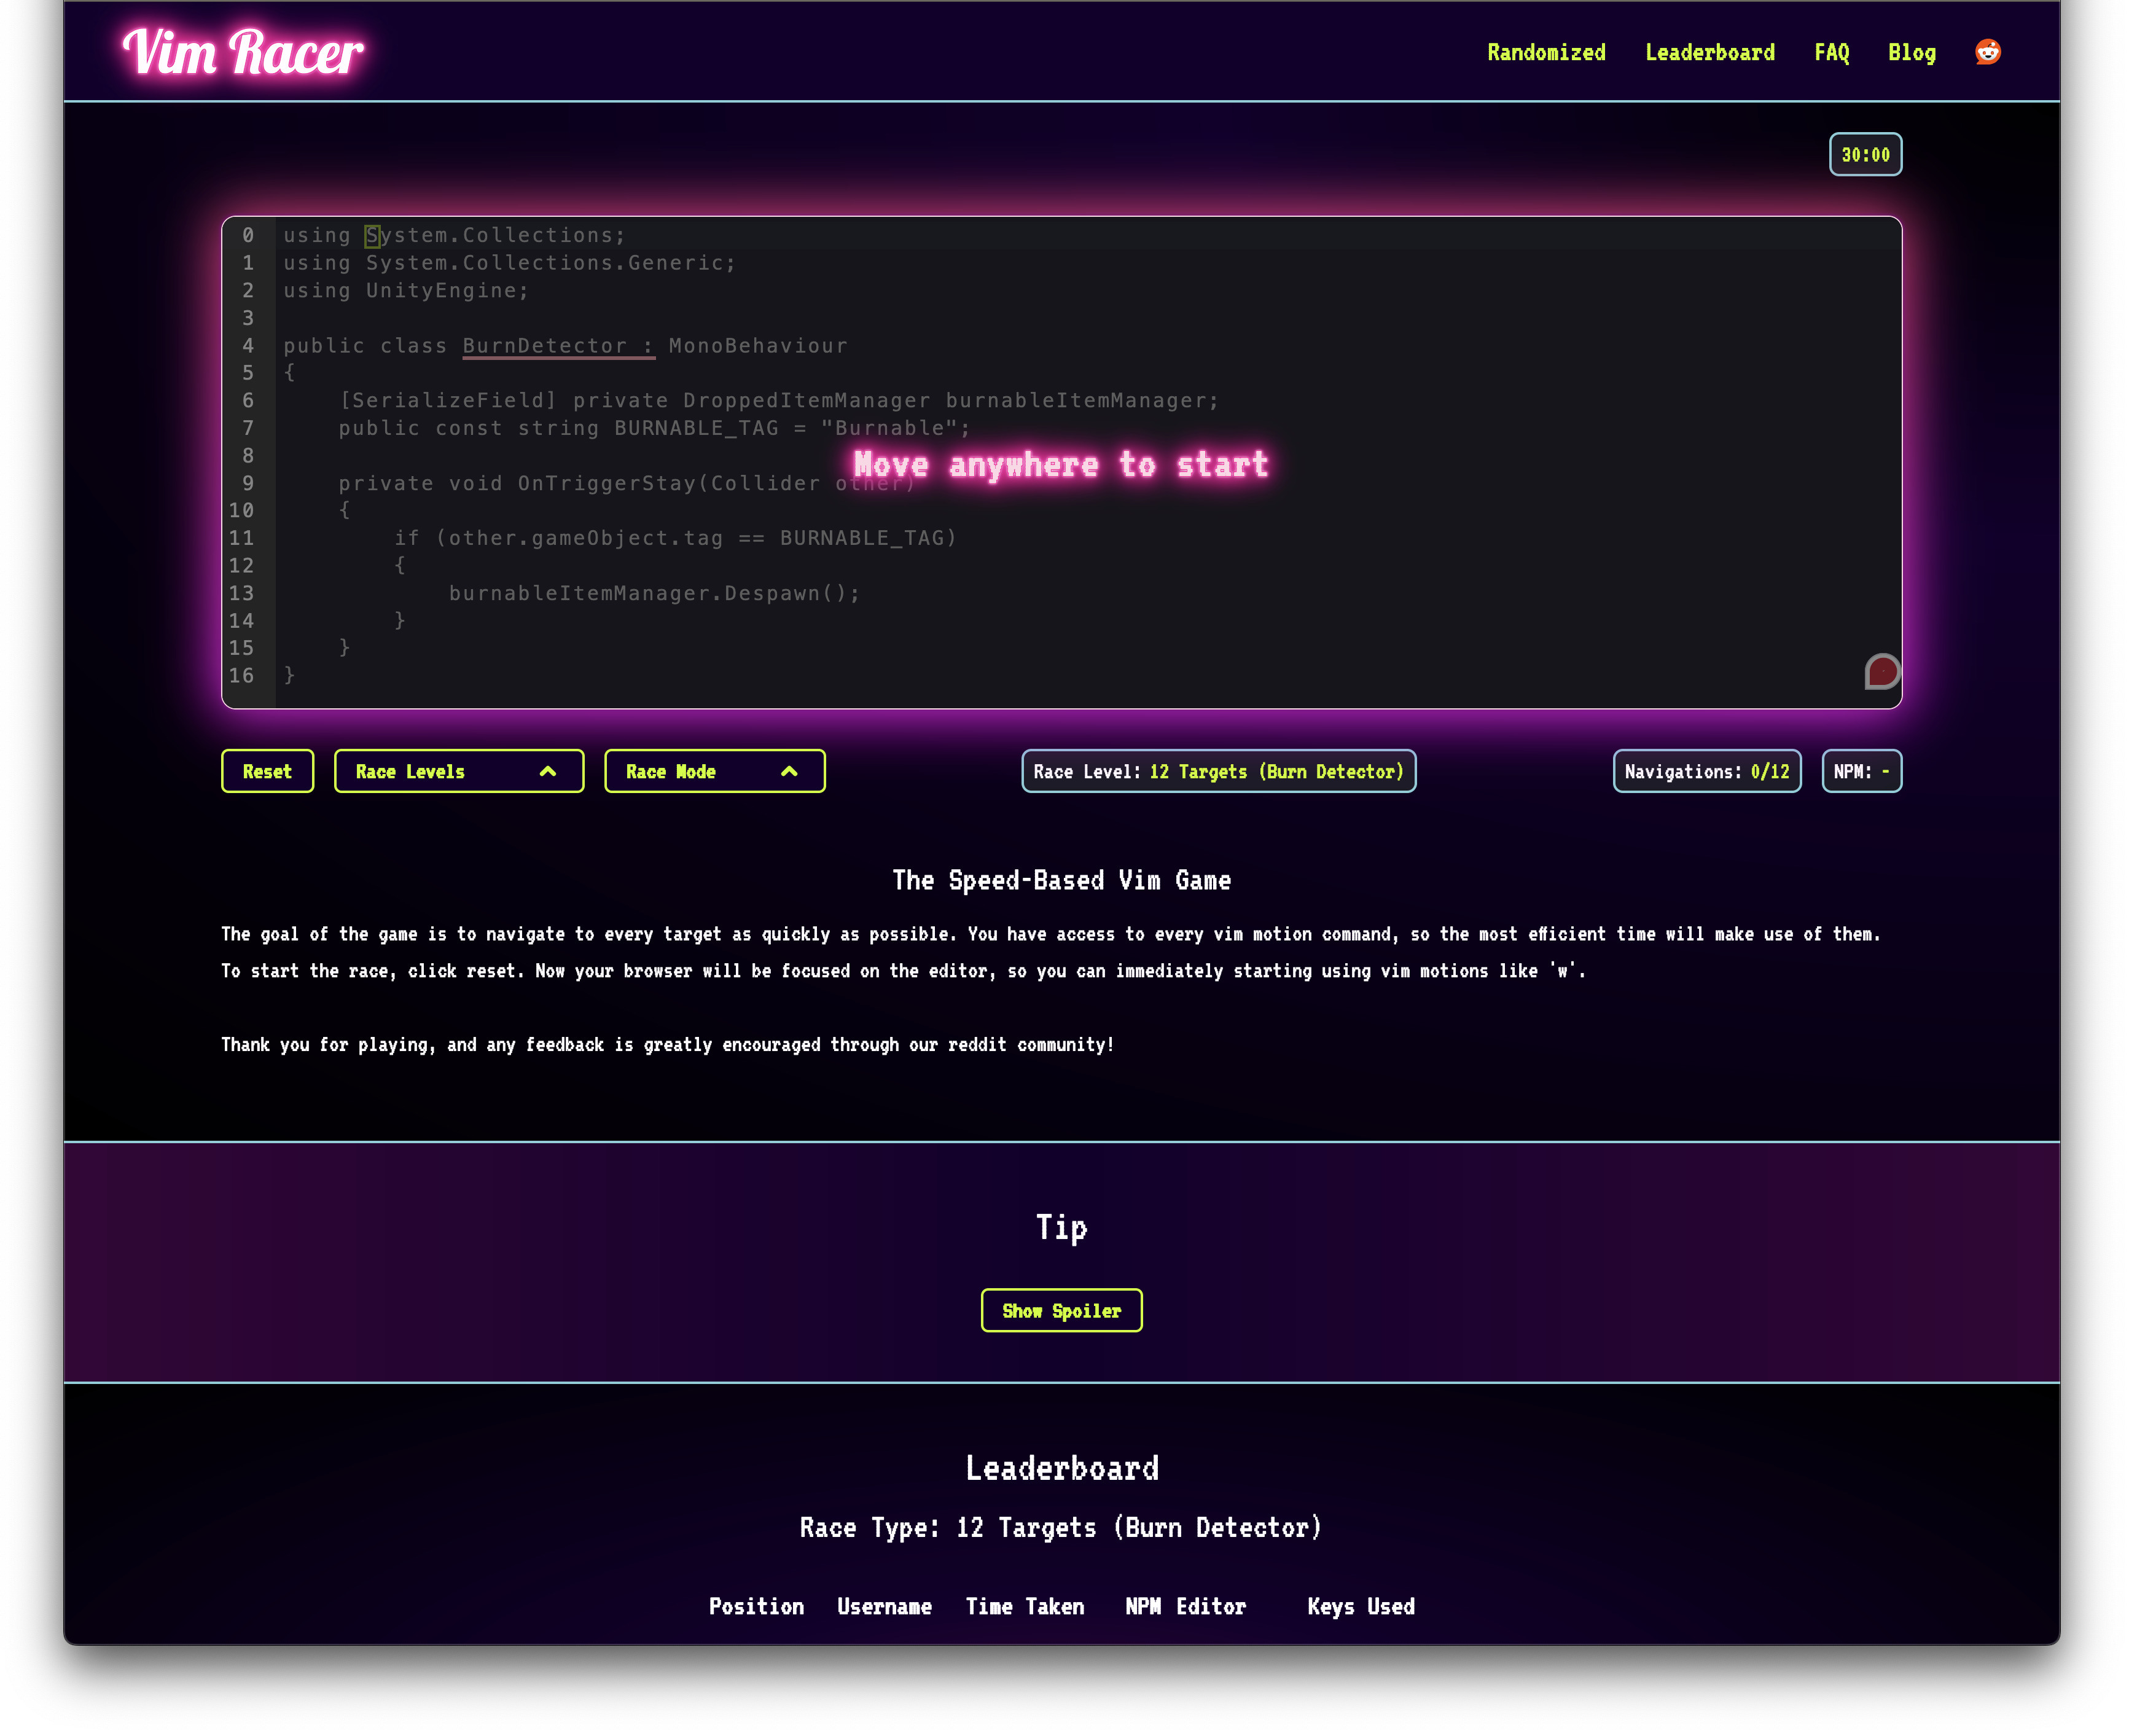 Vim Racer
Randomized Leaderboard FAQ Blog
30:00
0 using System.Collections;
1 using System.Collections.Generic;
2 using UnityEngine;
3
4 public class BurnDetector : MonoBehaviour
5 {
6 [SerializeField] private DroppedItemManager burnableItemManager;
7 public const string BURNABLE_TAG = "Burnable";
8
Move anywhere to start
9 private void OnTriggerStay(Collider other)
10 {
11 if (other.gameObject.tag == BURNABLE_TAG)
12 {
13 burnableItemManager.Despawn();
14 }
15 }
16 }
Reset Race Levels Race Mode Race Level: 12 Targets (Burn Detector) Navigations: 0/12 NPM: -
The Speed-Based Vim Game
The goal of the game is to navigate to every target as quickly as possible. You have access to every vim motion command, so the most efficient time will make use of them.
To start the race, click reset. Now your browser will be focused on the editor, so you can immediately starting using vim motions like 'w'.
Thank you for playing, and any feedback is greatly encouraged through our reddit community!
Tip
Show Spoiler
Leaderboard
Race Type: 12 Targets (Burn Detector)
Position Username Time Taken NPM Editor Keys Used